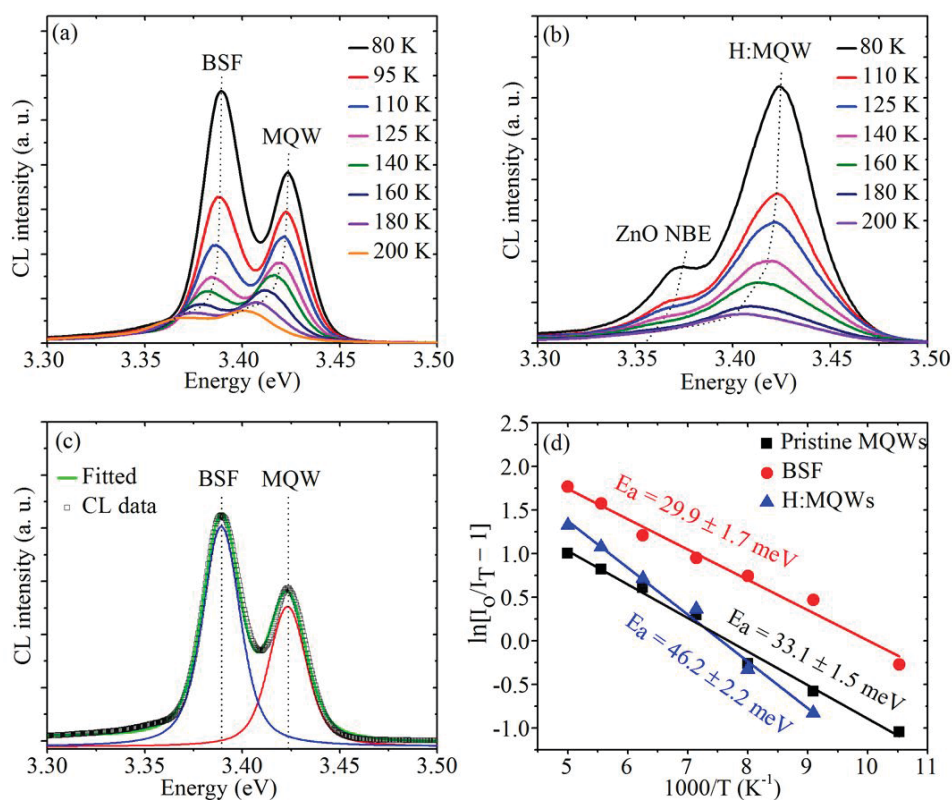 (a)
BSF
MQW
80 K
95 K
110 K
125 K
140 K
160 K
180 K
200 K
CL intensity (a. u.)
3.30 3.35 3.40 3.45 3.50
Energy (eV)
(b)
H:MQW
ZnO NBE
80 K
110 K
125 K
140 K
160 K
180 K
200 K
CL intensity (a. u.)
3.30 3.35 3.40 3.45 3.50
Energy (eV)
(c)
Fitted
CL data
BSF
MQW
CL intensity (a. u.)
3.30 3.35 3.40 3.45 3.50
Energy (eV)
(d)
Pristine MQWs
BSF
H:MQWs
Ea = 29.9 ± 1.7 meV
Ea = 33.1 ± 1.5 meV
Ea = 46.2 ± 2.2 meV
ln[I₀/I_T − 1]
2.5
2.0
1.5
1.0
0.5
0.0
-0.5
-1.0
5 6 7 8 9 10 11
1000/T (K⁻¹)